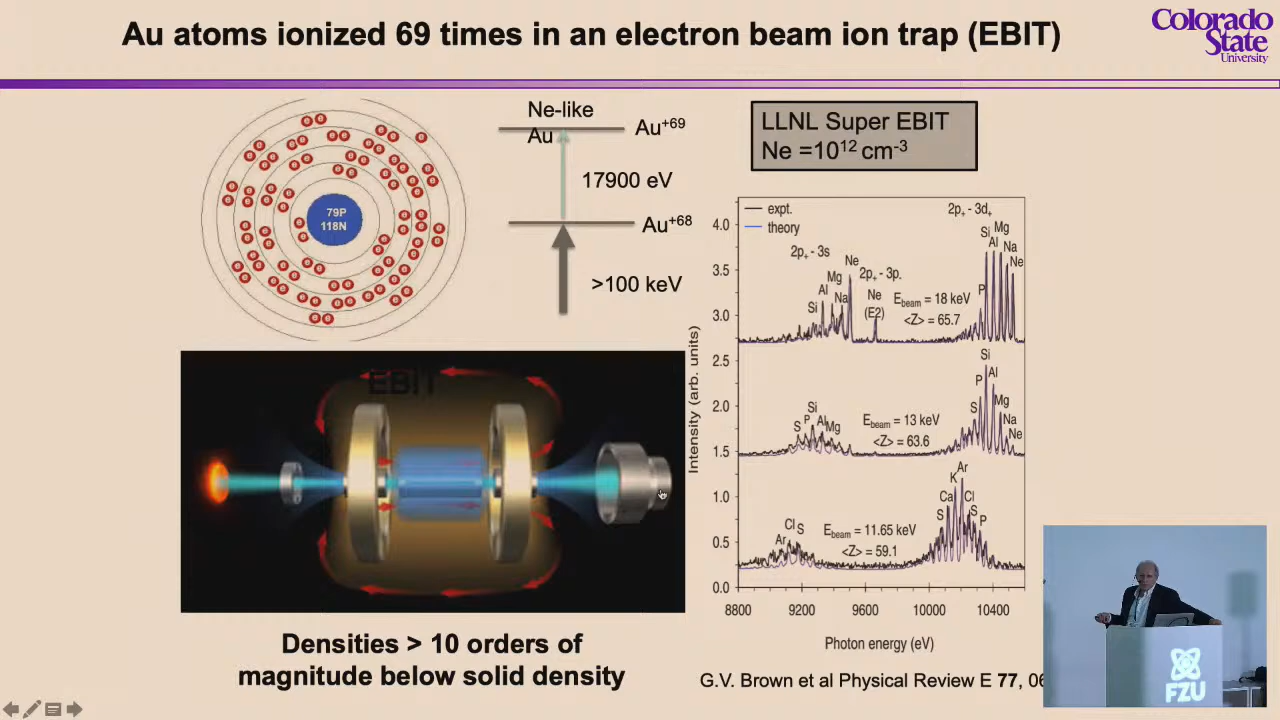 Au atoms ionized 69 times in an electron beam ion trap (EBIT)
Colorado
State
University
79P
118N
Ne-like
Au
Au+69
17900 eV
Au+68
>100 keV
LLNL Super EBIT
Ne =10¹² cm-³
EBIT
Densities > 10 orders of
magnitude below solid density
expt.
theory
2p₊ - 3d₊
Si Mg
Al Na
Ne
P
2p₊ - 3s
Ne
2p₊ - 3p.
Mg
Al
Na
Si
Ne
(E2)
E beam = 18 keV
<Z> = 65.7
Si
Al
P
S
Mg
Na
Ne
Si
S P Al Mg
E beam = 13 keV
<Z> = 63.6
Ar
K
Ca Cl
S S P
Cl S
Ar
E beam = 11.65 keV
<Z> = 59.1
4.0
3.5
3.0
2.5
2.0
1.5
1.0
0.5
0.0
Intensity (arb. units)
8800 9200 9600 10000 10400
Photon energy (eV)
G.V. Brown et al Physical Review E 77, 06
FZU